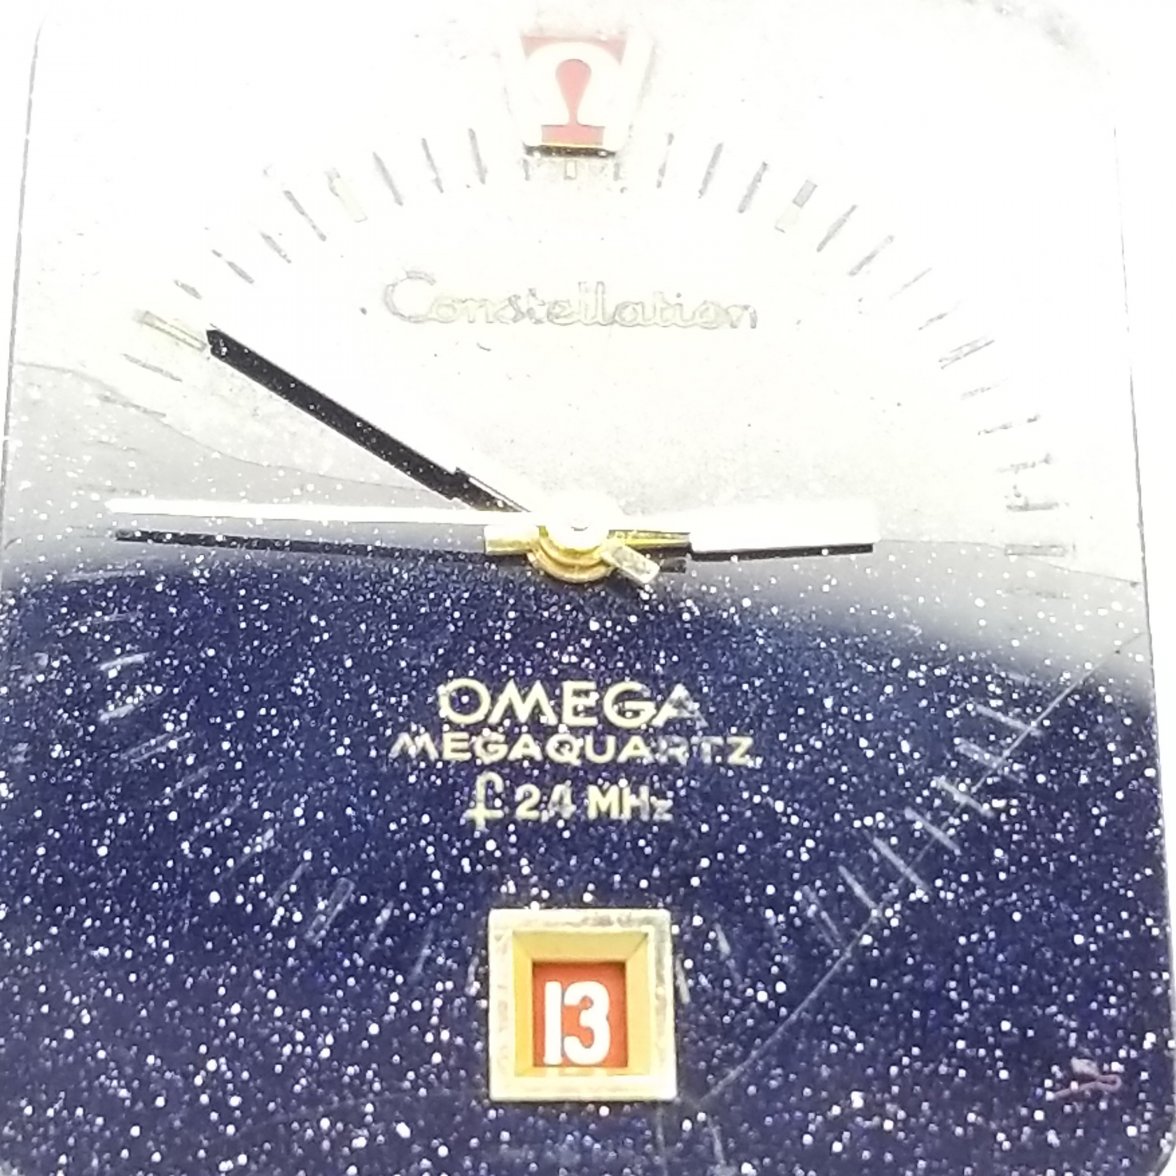 Constellation
OMEGA
MEGAQUARTZ
f 2.4 MHz
13